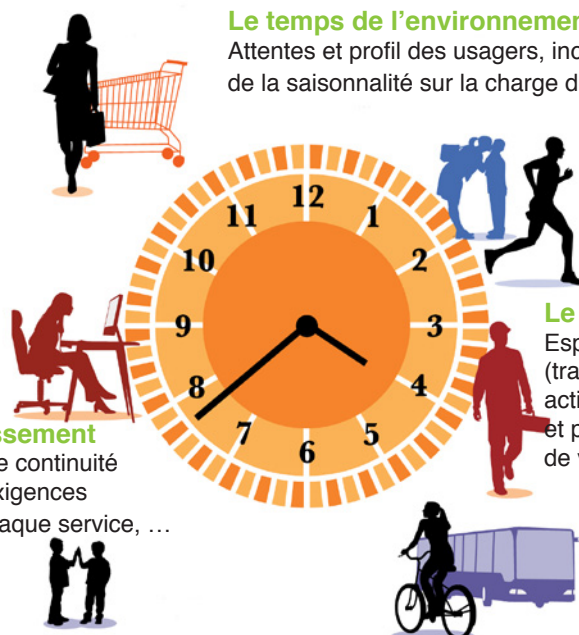 Le temps de l'environnemen
Attentes et profil des usagers, inc
de la saisonnalité sur la charge d
12
1
2
3
4
5
6
7
8
9
10
11
Le
Esp
(tra
acti
et p
de v
ssement
e continuité
xigences
aque service, …